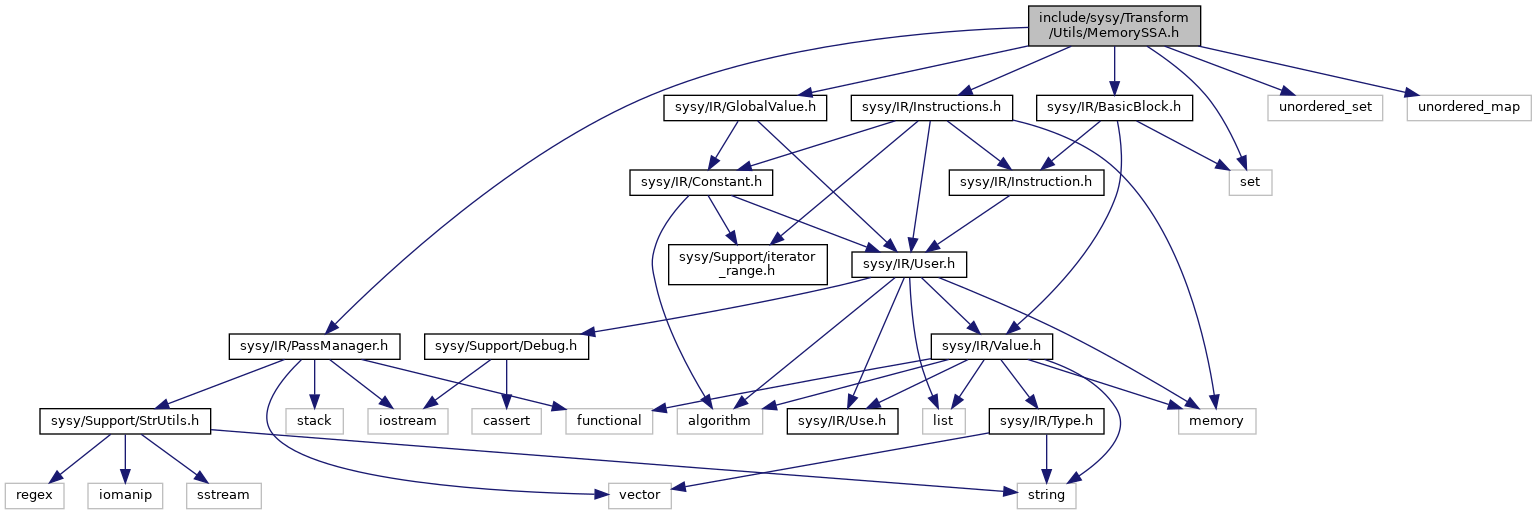 include/sysy/Transform
/Utils/MemorySSA.h
sysy/IR/GlobalValue.h
sysy/IR/Instructions.h
sysy/IR/BasicBlock.h
unordered_set
unordered_map
sysy/IR/Constant.h
sysy/IR/Instruction.h
set
sysy/Support/iterator
_range.h
sysy/IR/User.h
sysy/IR/PassManager.h
sysy/Support/Debug.h
sysy/IR/Value.h
sysy/Support/StrUtils.h
stack
iostream
cassert
functional
algorithm
sysy/IR/Use.h
list
sysy/IR/Type.h
memory
regex
iomanip
sstream
vector
string